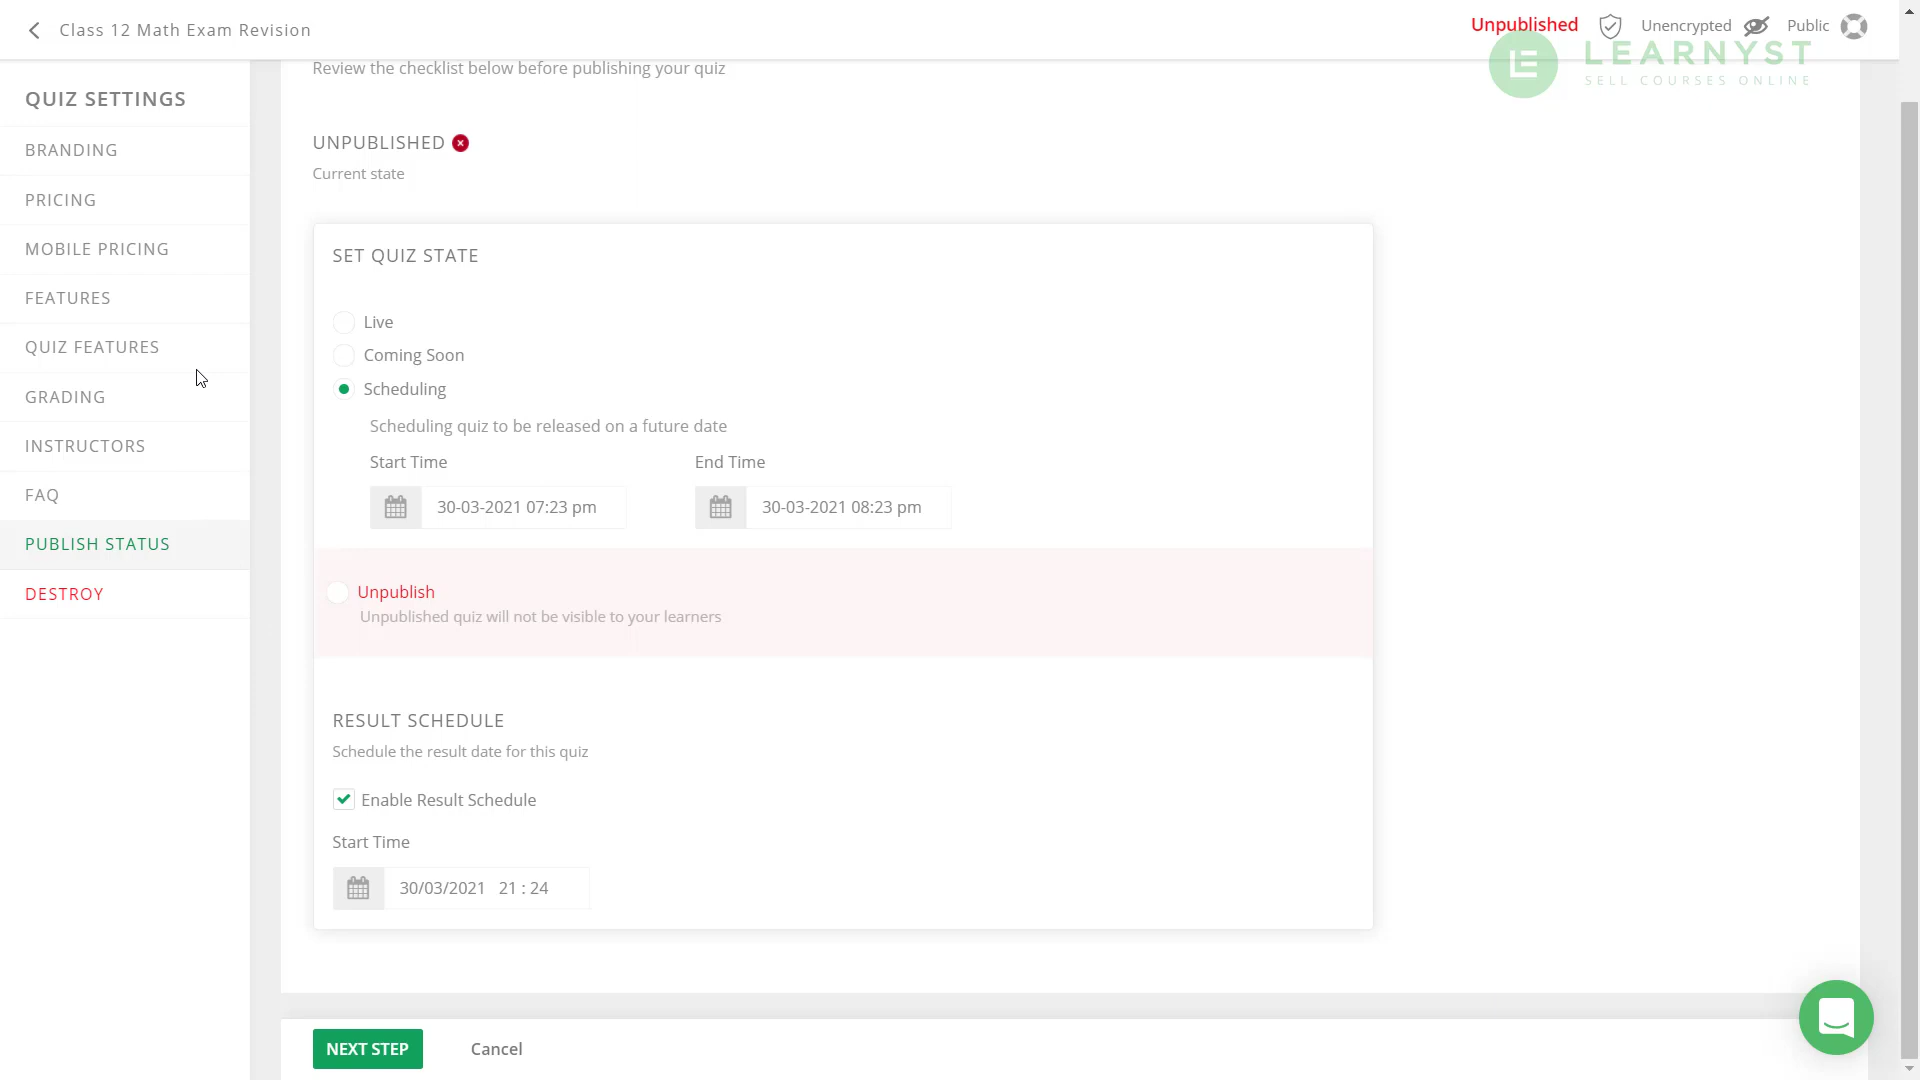 Class 12 Math Exam Revision
Unpublished
Unencrypted
Public
LEARNYST
SELL COURSES ONLINE
Review the checklist below before publishing your quiz
QUIZ SETTINGS
BRANDING
PRICING
MOBILE PRICING
FEATURES
QUIZ FEATURES
GRADING
INSTRUCTORS
FAQ
PUBLISH STATUS
DESTROY
UNPUBLISHED
Current state
SET QUIZ STATE
Live
Coming Soon
Scheduling
Scheduling quiz to be released on a future date
Start Time End Time
30-03-2021 07:23 pm 30-03-2021 08:23 pm
Unpublish
Unpublished quiz will not be visible to your learners
RESULT SCHEDULE
Schedule the result date for this quiz
Enable Result Schedule
Start Time
30/03/2021 21 : 24
NEXT STEP Cancel